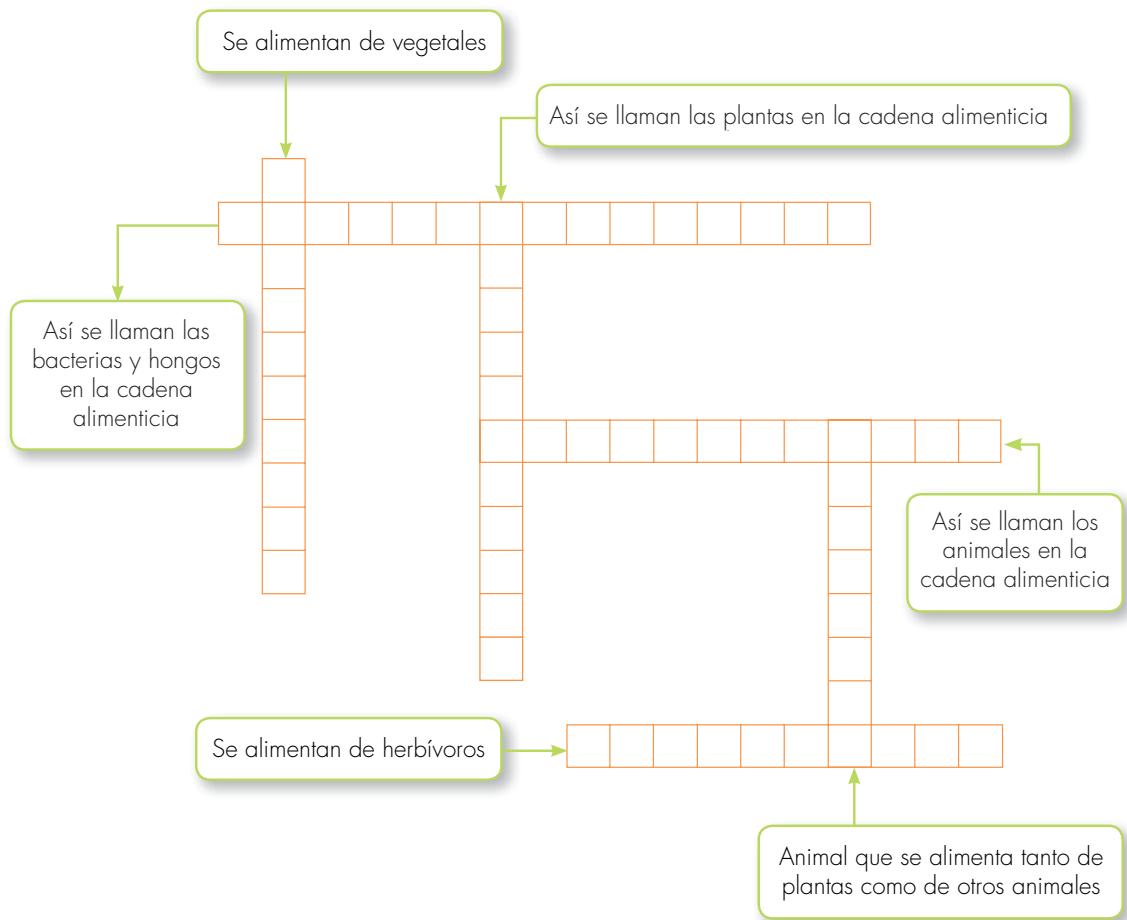 Se alimentan de vegetales
Así se llaman las plantas en la cadena alimenticia
Así se llaman las
bacterias y hongos
en la cadena
alimenticia
Así se llaman los
animales en la
cadena alimenticia
Se alimentan de herbívoros
Animal que se alimenta tanto de
plantas como de otros animales